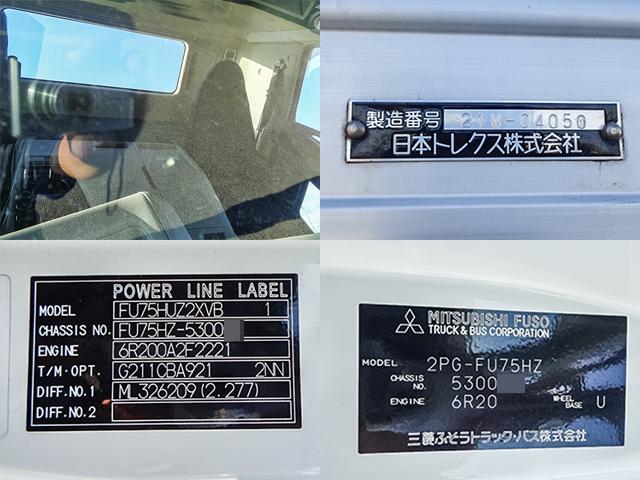 製造番号 21M-04050
日本トレクス株式会社
POWER LINE LABEL
MODEL FU75HUZ2XVB 1
CHASSIS NO. FU75HZ-5300
ENGINE 6R200A2F2221
T/M・OPT. G211CBA921 2NN
DIFF.NO.1 ML326209(2.277)
DIFF.NO.2
MITSUBISHI FUSO
TRUCK & BUS CORPORATION
MODEL 2PG-FU75HZ
CHASSIS NO. 5300
ENGINE 6R20 WHEEL BASE U
三菱ふそうトラック・バス株式会社